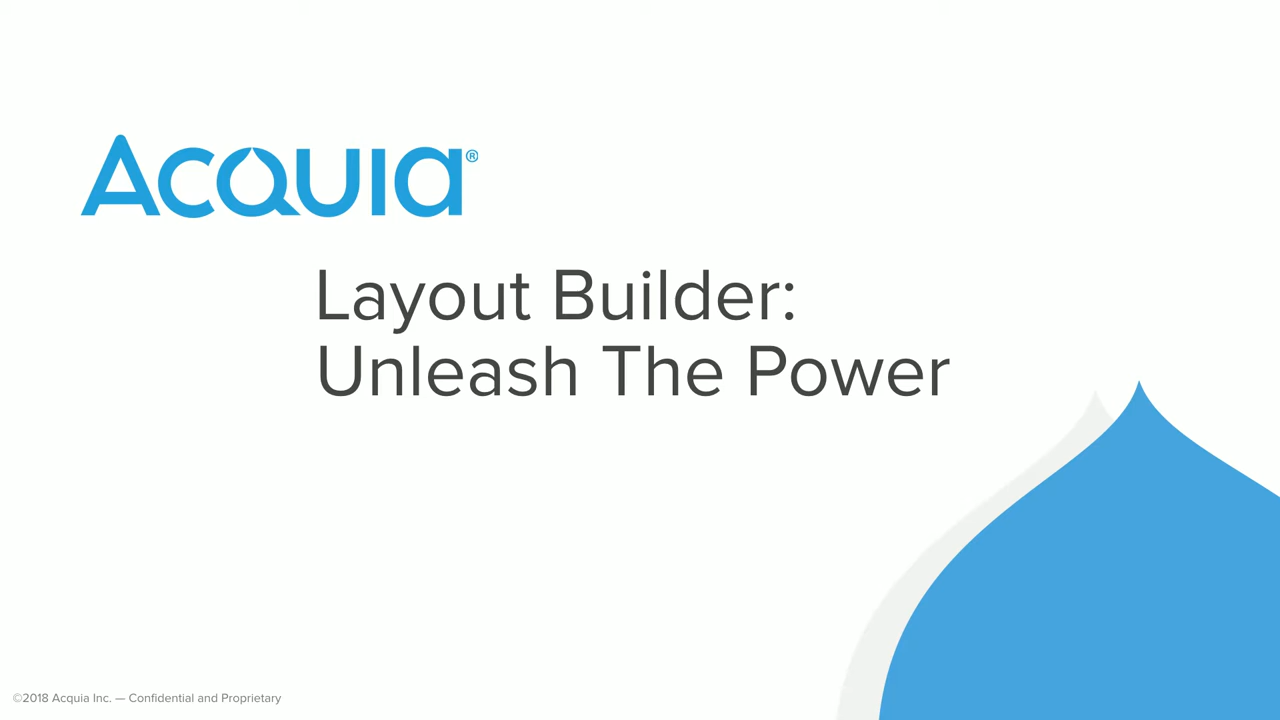 Acquia®
Layout Builder:
Unleash The Power
©2018 Acquia Inc. — Confidential and Proprietary